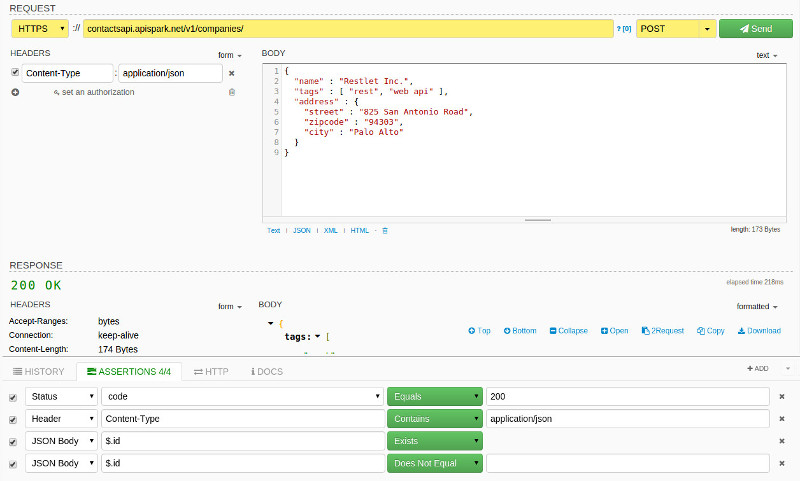 REQUEST
HTTPS :// contactsapi.apispark.net/v1/companies/ ? [0] POST Send
HEADERS form
Content-Type : application/json
set an authorization
BODY text
1 {
2 "name" : "Restlet Inc.",
3 "tags" : [ "rest", "web api" ],
4 "address" : {
5 "street" : "825 San Antonio Road",
6 "zipcode" : "94303",
7 "city" : "Palo Alto"
8 }
9 }
Text | JSON | XML | HTML length: 173 Bytes
RESPONSE
200 OK elapsed time 218ms
HEADERS form
Accept-Ranges: bytes
Connection: keep-alive
Content-Length: 174 Bytes
BODY formatted
{
tags: [
Top Bottom Collapse Open 2Request Copy Download
HISTORY ASSERTIONS 4/4 HTTP DOCS ADD
Status code Equals 200
Header Content-Type Contains application/json
JSON Body $.id Exists
JSON Body $.id Does Not Equal